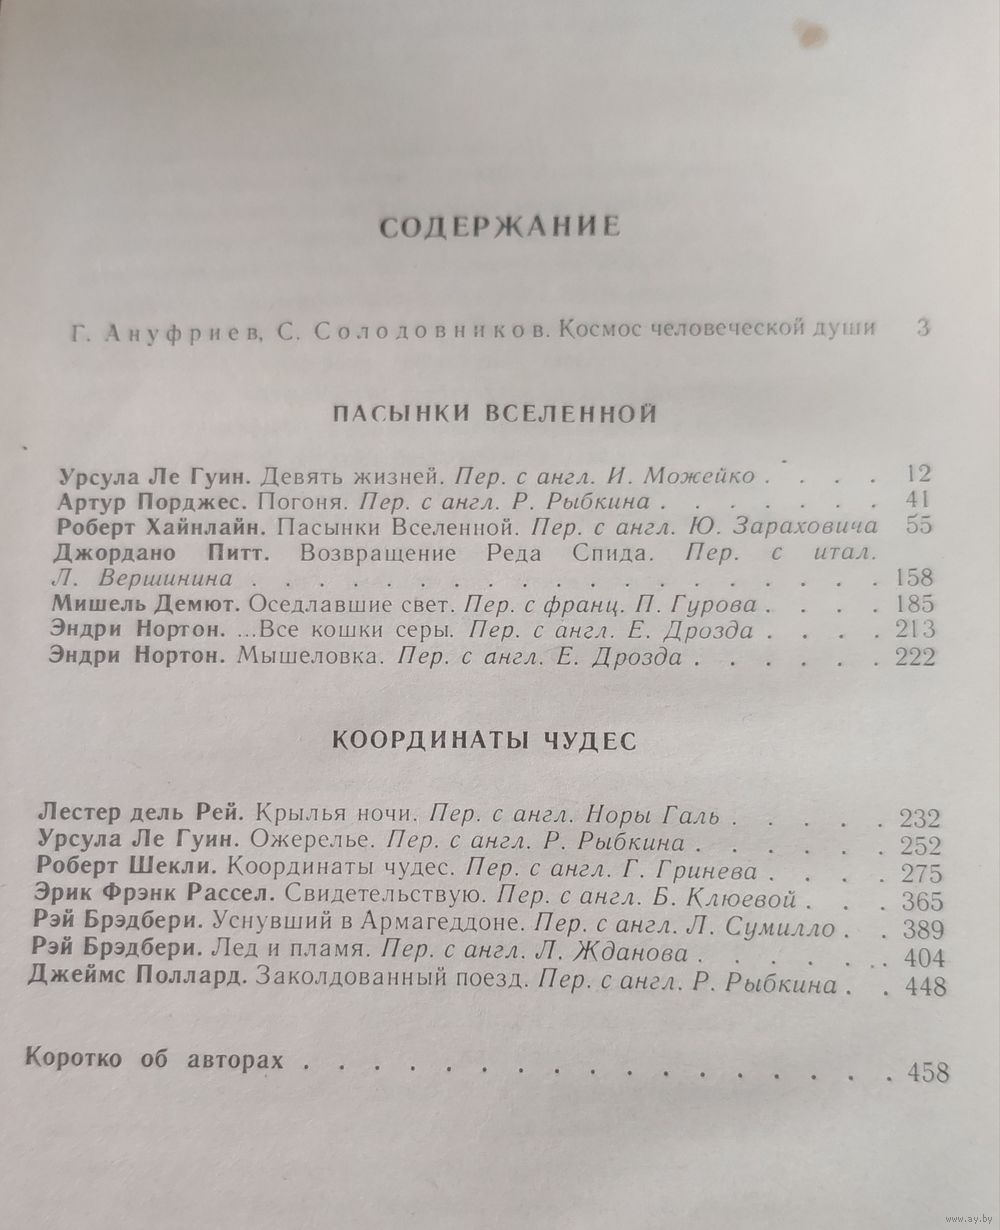 СОДЕРЖАНИЕ
Г. Ануфриев, С. Солодовников. Космос человеческой души 3
ПАСЫНКИ ВСЕЛЕННОЙ
Урсула Ле Гуин. Девять жизней. Пер. с англ. И. Можейко . . . . 12
Артур Порджес. Погоня. Пер. с англ. Р. Рыбкина . . . . . . . 41
Роберт Хайнлайн. Пасынки Вселенной. Пер. с англ. Ю. Зараховича 55
Джордано Питт. Возвращение Реда Спида. Пер. с итал.
Л. Вершинина . . . . . . . . . . . . . . . . . 158
Мишель Демют. Оседлавшие свет. Пер. с франц. П. Гурова . . . . 185
Эндри Нортон. ...Все кошки серы. Пер. с англ. Е. Дрозда . . . . 213
Эндри Нортон. Мышеловка. Пер. с англ. Е. Дрозда . . . . . . 222
КООРДИНАТЫ ЧУДЕС
Лестер дель Рей. Крылья ночи. Пер. с англ. Норы Галь . . . . . 232
Урсула Ле Гуин. Ожерелье. Пер. с англ. Р. Рыбкина . . . . . . 252
Роберт Шекли. Координаты чудес. Пер. с англ. Г. Гринева . . . . 275
Эрик Фрэнк Рассел. Свидетельствую. Пер. с англ. Б. Клюевой . . . 365
Рэй Брэдбери. Уснувший в Армагеддоне. Пер. с англ. Л. Сумилло . . 389
Рэй Брэдбери. Лед и пламя. Пер. с англ. Л. Жданова . . . . . . 404
Джеймс Поллард. Заколдованный поезд. Пер. с англ. Р. Рыбкина . . 448
Коротко об авторах . . . . . . . . . . . . . . . . . 458
www.ay.by